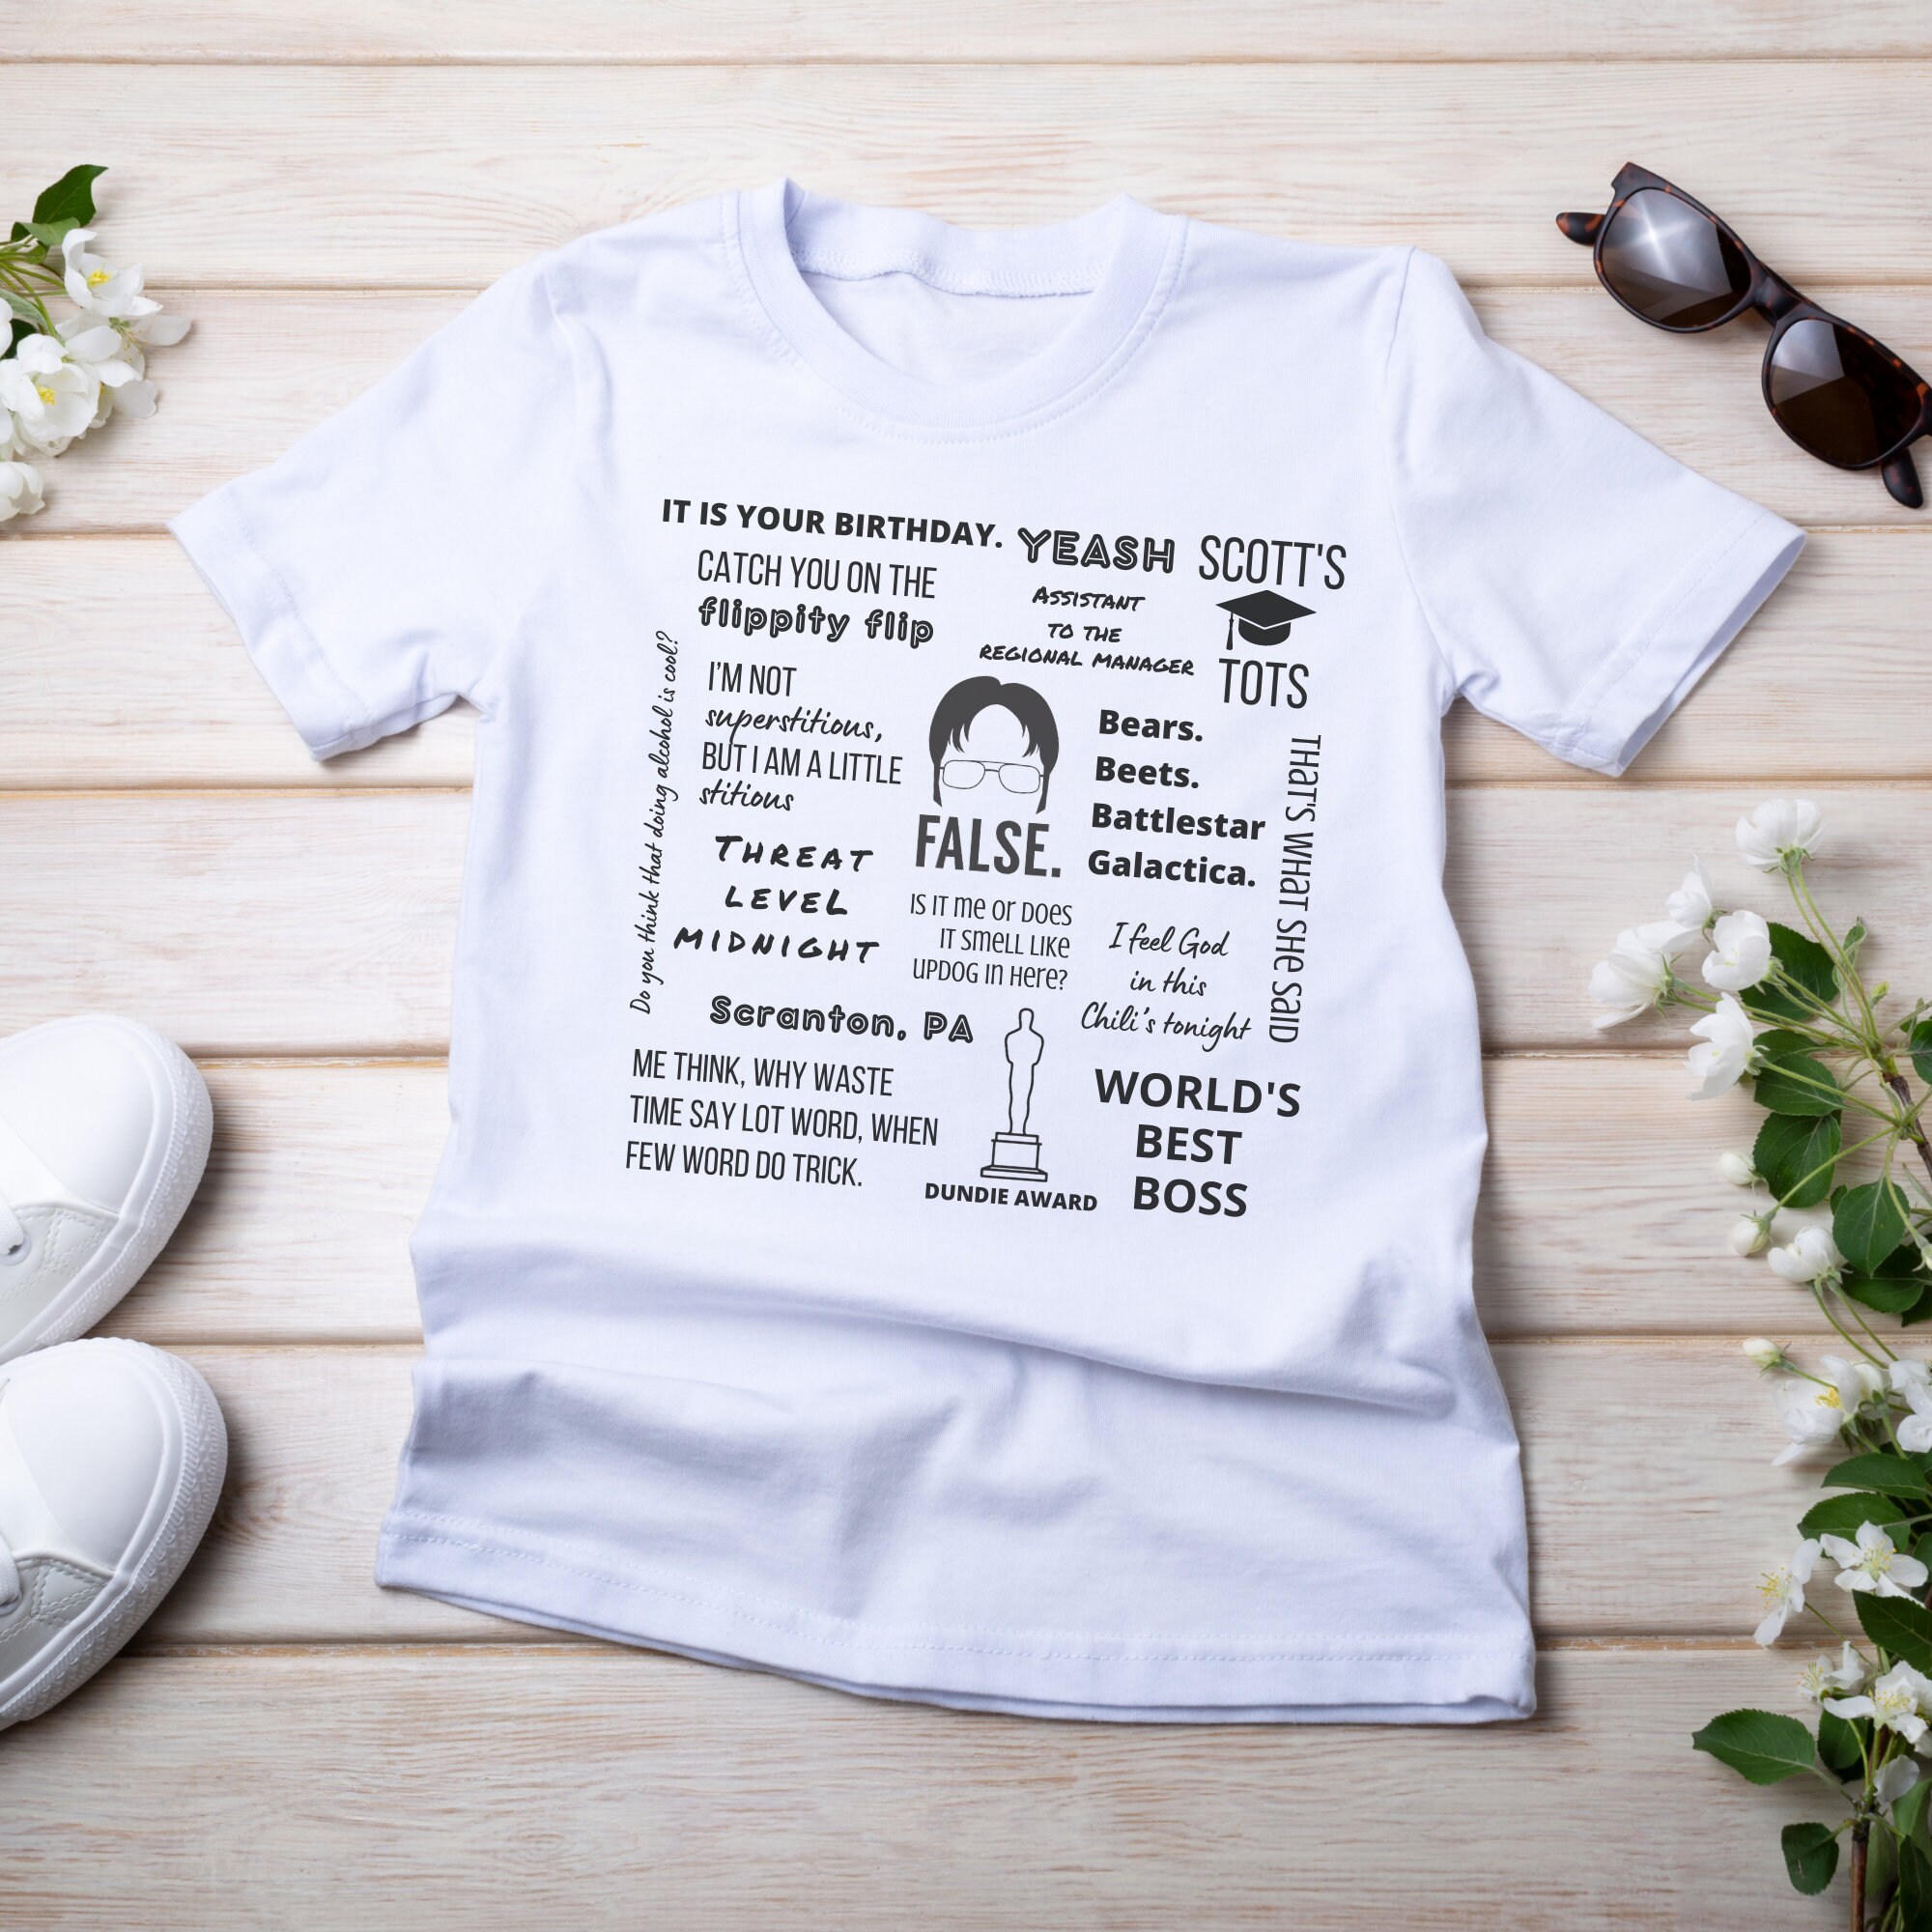 IT IS YOUR BIRTHDAY.
YEASH
SCOTT'S
TOTS
CATCH YOU ON THE
flippity flip
ASSISTANT
TO THE
REGIONAL MANAGER
Do you think that doing alcohol is cool?
I'M NOT
superstitious,
BUT I AM A LITTLE
stitious
FALSE.
Bears.
Beets.
Battlestar
Galactica.
THAT'S WHAT SHE SAID
THREAT
LEVEL
MIDNIGHT
IS IT me or DOES
IT smell LIKE
UPDOG In Here?
I feel God
in this
Chili's tonight
Scranton, PA
ME THINK, WHY WASTE
TIME SAY LOT WORD, WHEN
FEW WORD DO TRICK.
DUNDIE AWARD
WORLD'S
BEST
BOSS